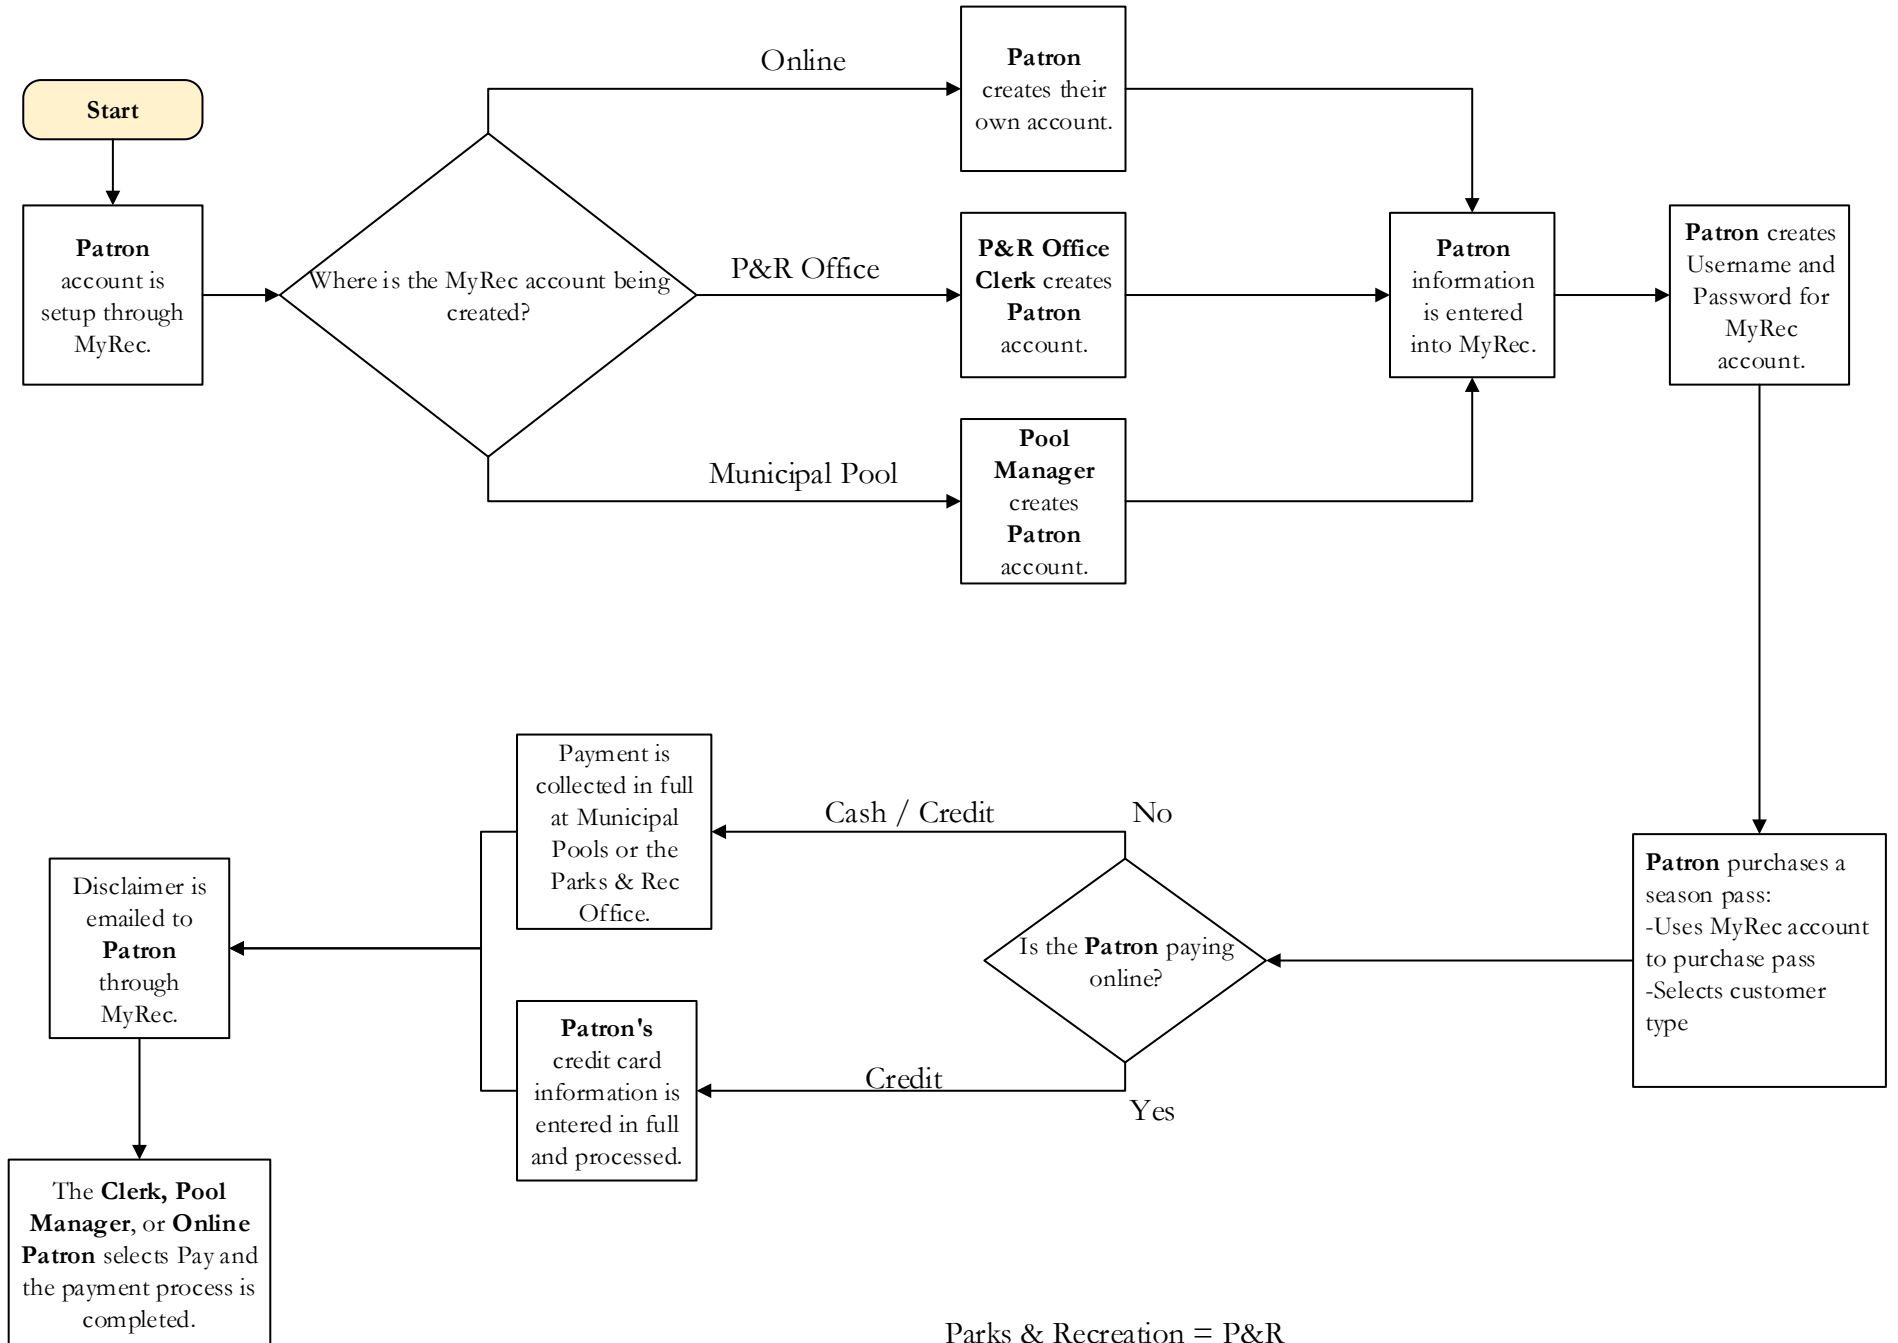 Start
Patron
account is
setup through
MyRec.
Where is the MyRec account being
created?
Online
P&R Office
Municipal Pool
Patron
creates their
own account.
P&R Office
Clerk creates
Patron
account.
Pool
Manager
creates
Patron
account.
Patron
information
is entered
into MyRec.
Patron creates
Username and
Password for
MyRec
account.
Patron purchases a
season pass:
-Uses MyRec account
to purchase pass
-Selects customer
type
Is the Patron paying
online?
No
Cash / Credit
Payment is
collected in full
at Municipal
Pools or the
Parks & Rec
Office.
Yes
Credit
Patron's
credit card
information is
entered in full
and processed.
Disclaimer is
emailed to
Patron
through
MyRec.
The Clerk, Pool
Manager, or Online
Patron selects Pay and
the payment process is
completed.
Parks & Recreation = P&R